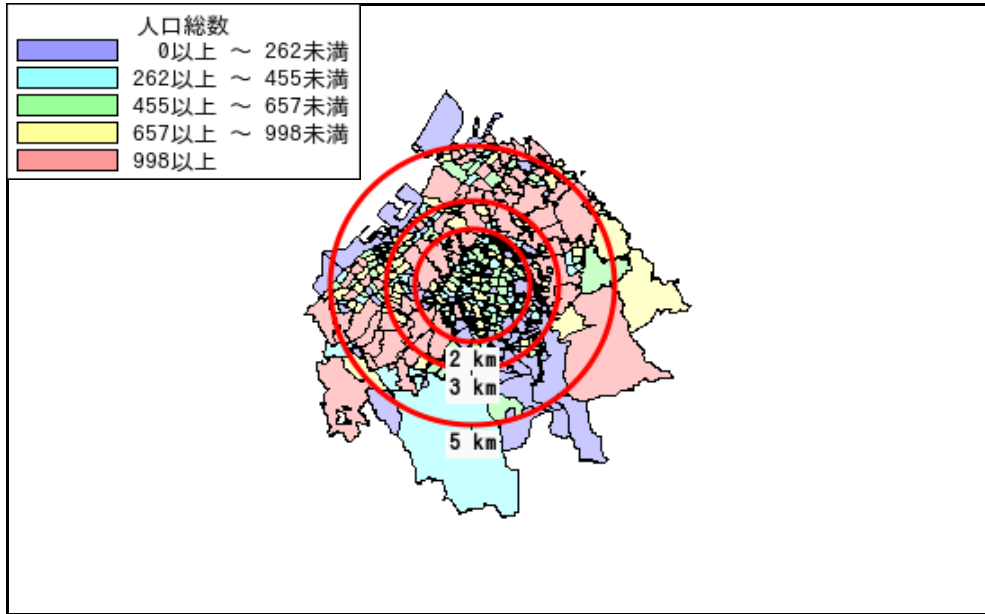 人口総数
0以上 ～ 262未満
262以上 ～ 455未満
455以上 ～ 657未満
657以上 ～ 998未満
998以上
2 km
3 km
5 km